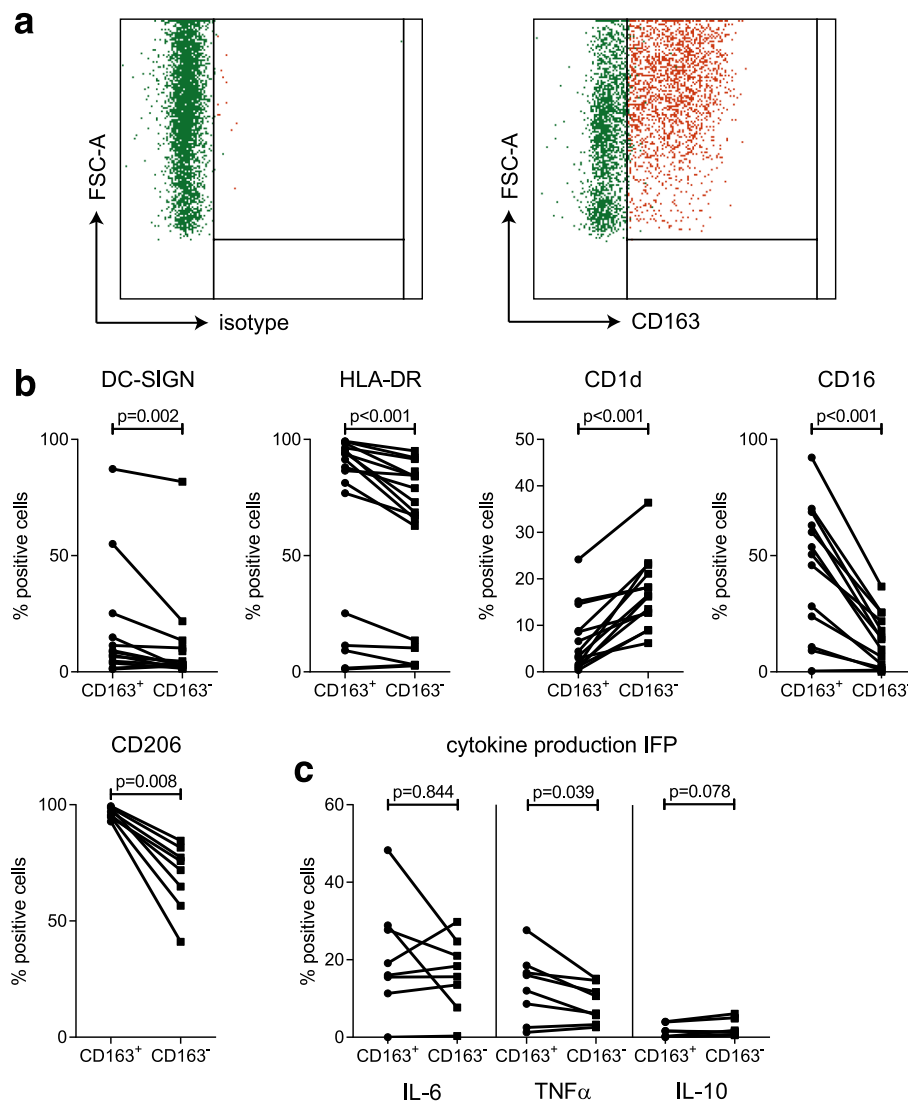 a
FSC-A
isotype
FSC-A
CD163
b
DC-SIGN
p=0.002
% positive cells
100
50
0
CD163⁺ CD163⁻
HLA-DR
p<0.001
% positive cells
100
50
0
CD163⁺ CD163⁻
CD1d
p<0.001
% positive cells
50
40
30
20
10
0
CD163⁺ CD163⁻
CD16
p<0.001
% positive cells
100
50
0
CD163⁺ CD163⁻
CD206
p=0.008
% positive cells
100
50
0
CD163⁺ CD163⁻
c
cytokine production IFP
p=0.844 p=0.039 p=0.078
% positive cells
60
40
20
0
CD163⁺ CD163⁻ CD163⁺ CD163⁻ CD163⁺ CD163⁻
IL-6 TNFα IL-10